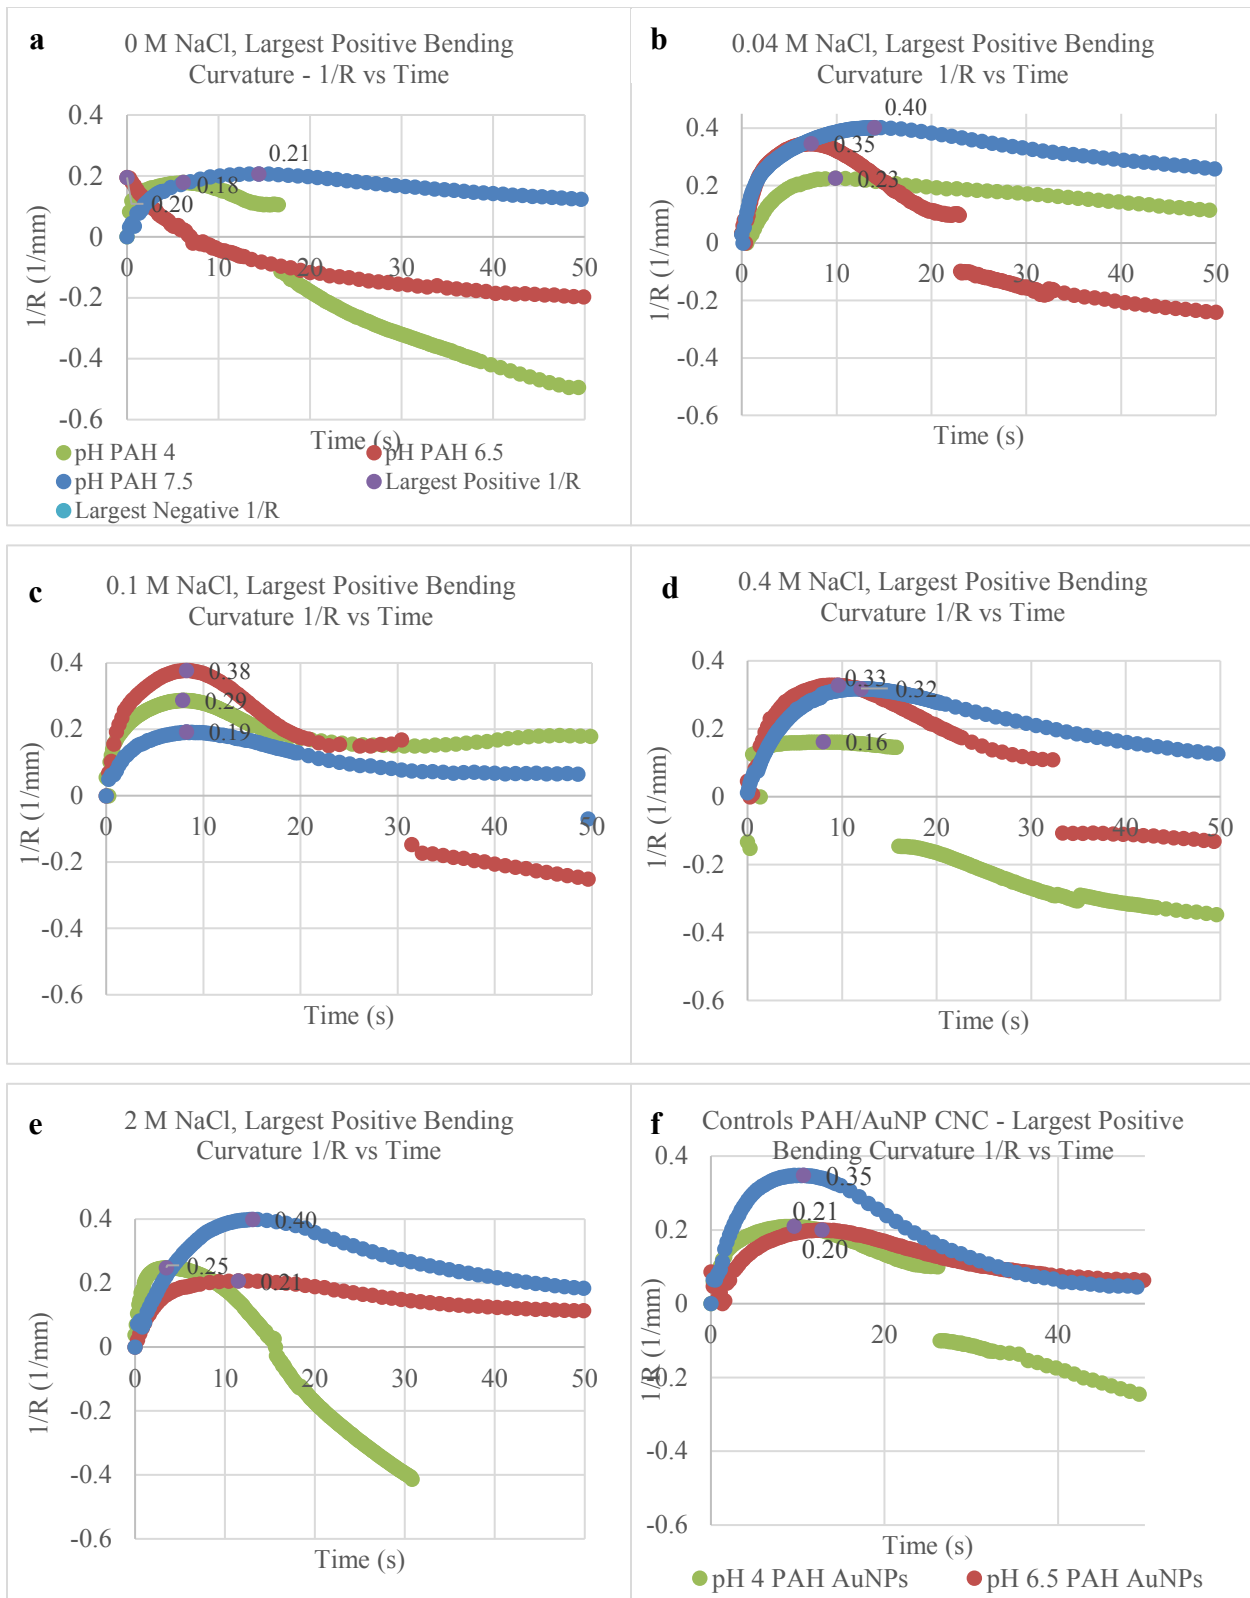 a
0 M NaCl, Largest Positive Bending
Curvature - 1/R vs Time
0.4
0.2
0
-0.2
-0.4
-0.6
0
10
20
30
40
50
0.21
0.18
0.20
1/R (1/mm)
Time (s)
pH PAH 4
pH PAH 6.5
pH PAH 7.5
Largest Positive 1/R
Largest Negative 1/R
b
0.04 M NaCl, Largest Positive Bending
Curvature 1/R vs Time
0.4
0.2
0
-0.2
-0.4
-0.6
0
10
20
30
40
50
0.40
0.35
0.23
1/R (1/mm)
Time (s)
c
0.1 M NaCl, Largest Positive Bending
Curvature 1/R vs Time
0.4
0.2
0
-0.2
-0.4
-0.6
0
10
20
30
40
50
0.38
0.29
0.19
1/R (1/mm)
Time (s)
d
0.4 M NaCl, Largest Positive Bending
Curvature 1/R vs Time
0.4
0.2
0
-0.2
-0.4
-0.6
0
10
20
30
40
50
0.33
0.32
0.16
1/R (1/mm)
Time (s)
e
2 M NaCl, Largest Positive Bending
Curvature 1/R vs Time
0.4
0.2
0
-0.2
-0.4
-0.6
0
10
20
30
40
50
0.40
0.25
0.21
1/R (1/mm)
Time (s)
f
Controls PAH/AuNP CNC - Largest Positive
Bending Curvature 1/R vs Time
0.4
0.2
0
-0.2
-0.4
-0.6
0
20
40
0.35
0.21
0.20
1/R (1/mm)
Time (s)
pH 4 PAH AuNPs
pH 6.5 PAH AuNPs